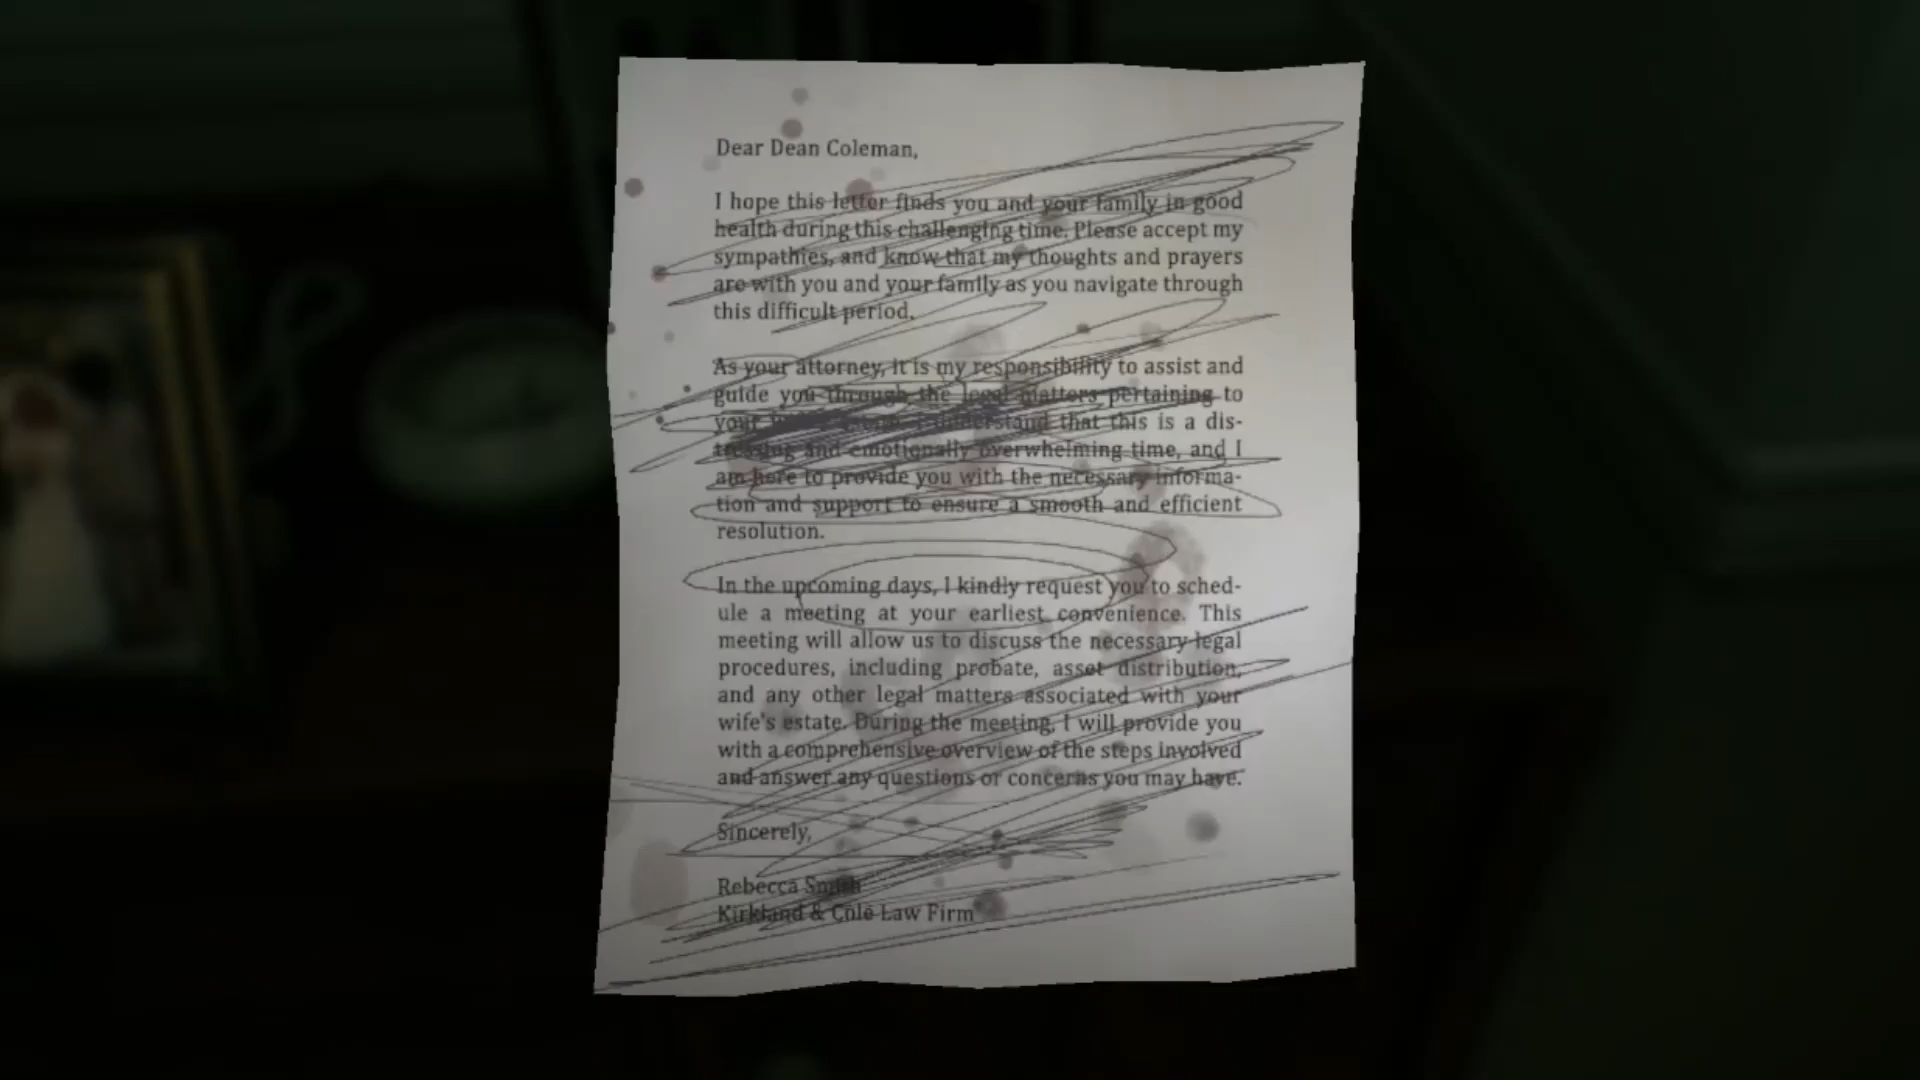 Dear Dean Coleman,
I hope this letter finds you and your family in good
health during this challenging time. Please accept my
sympathies, and know that my thoughts and prayers
are with you and your family as you navigate through
this difficult period.
As your attorney, it is my responsibility to assist and
guide you through the legal matters pertaining to
your understand that this is a dis-
tressing and emotionally overwhelming time, and I
am here to provide you with the necessary informa-
tion and support to ensure a smooth and efficient
resolution.
In the upcoming days, I kindly request you to sched-
ule a meeting at your earliest convenience. This
meeting will allow us to discuss the necessary legal
procedures, including probate, asset distribution,
and any other legal matters associated with your
wife's estate. During the meeting, I will provide you
with a comprehensive overview of the steps involved
and answer any questions or concerns you may have.
Sincerely,
Rebecca Smith
Kirkland & Cole Law Firm